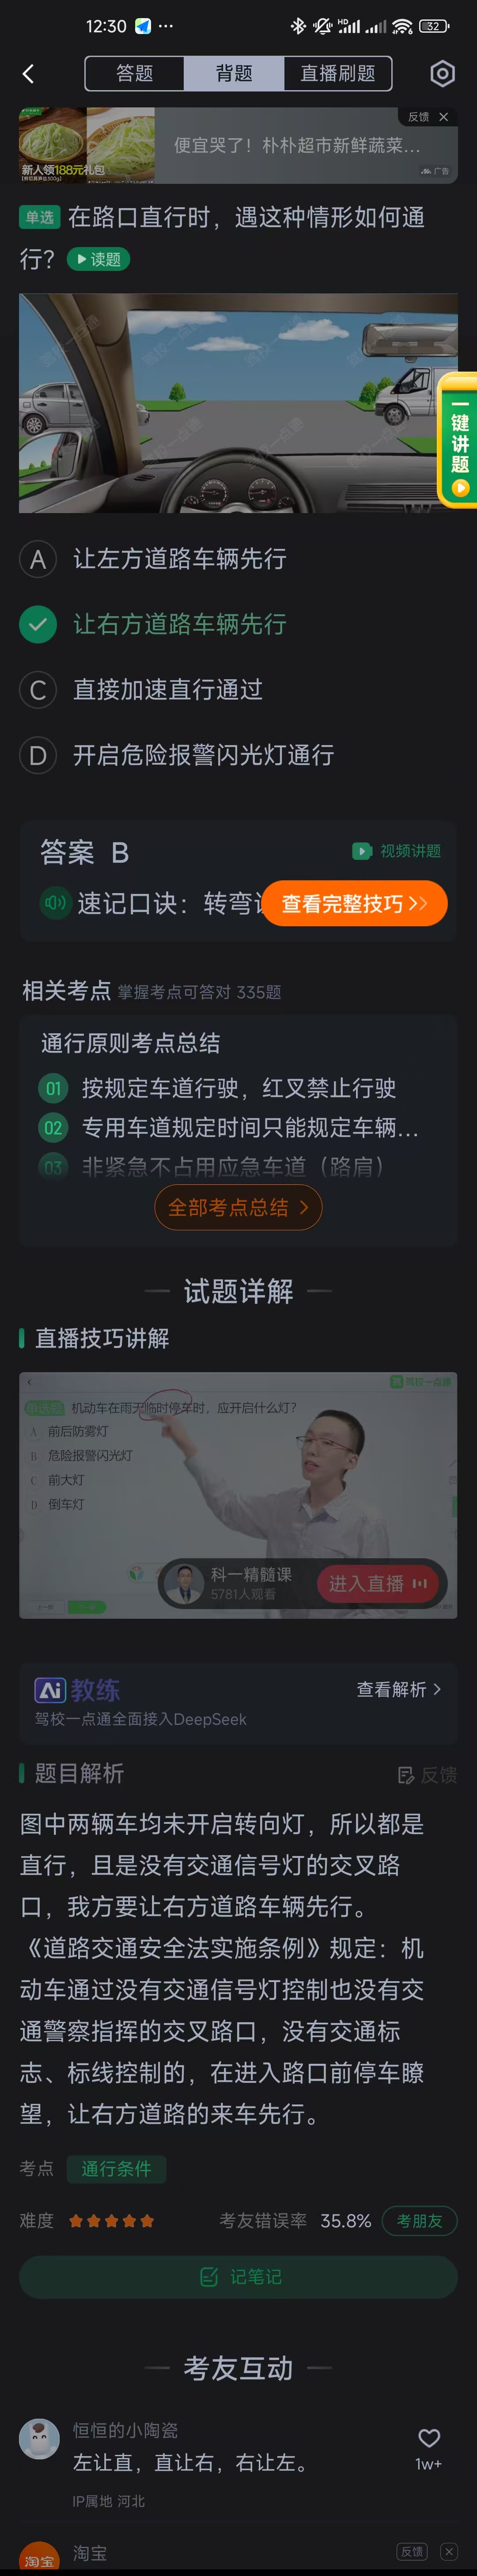 12:30
HD
32
答题
背题
直播刷题
新人领188元礼包
便宜哭了！朴朴超市新鲜蔬菜...
反馈
广告
单选 在路口直行时，遇这种情形如何通
行？ 读题
驾校一点通
一键讲题
A 让左方道路车辆先行
让右方道路车辆先行
C 直接加速直行通过
D 开启危险报警闪光灯通行
答案 B
视频讲题
速记口诀：转弯
查看完整技巧
相关考点 掌握考点可答对 335题
通行原则考点总结
01 按规定车道行驶，红叉禁止行驶
02 专用车道规定时间只能规定车辆...
03 非紧急不占用应急车道（路肩）
全部考点总结
试题详解
直播技巧讲解
驾校一点通
机动车在雨天临时停车时，应开启什么灯？
A 前后防雾灯
B 危险报警闪光灯
C 前大灯
D 倒车灯
科一精髓课
5781人观看
进入直播
Ai 教练
查看解析
驾校一点通全面接入DeepSeek
题目解析
反馈
图中两辆车均未开启转向灯，所以都是
直行，且是没有交通信号灯的交叉路
口，我方要让右方道路车辆先行。
《道路交通安全法实施条例》规定：机
动车通过没有交通信号灯控制也没有交
通警察指挥的交叉路口，没有交通标
志、标线控制的，在进入路口前停车瞭
望，让右方道路的来车先行。
考点 通行条件
难度
考友错误率 35.8%
考朋友
记笔记
考友互动
恒恒的小陶瓷
左让直，直让右，右让左。
1w+
IP属地 河北
淘宝
淘宝
反馈